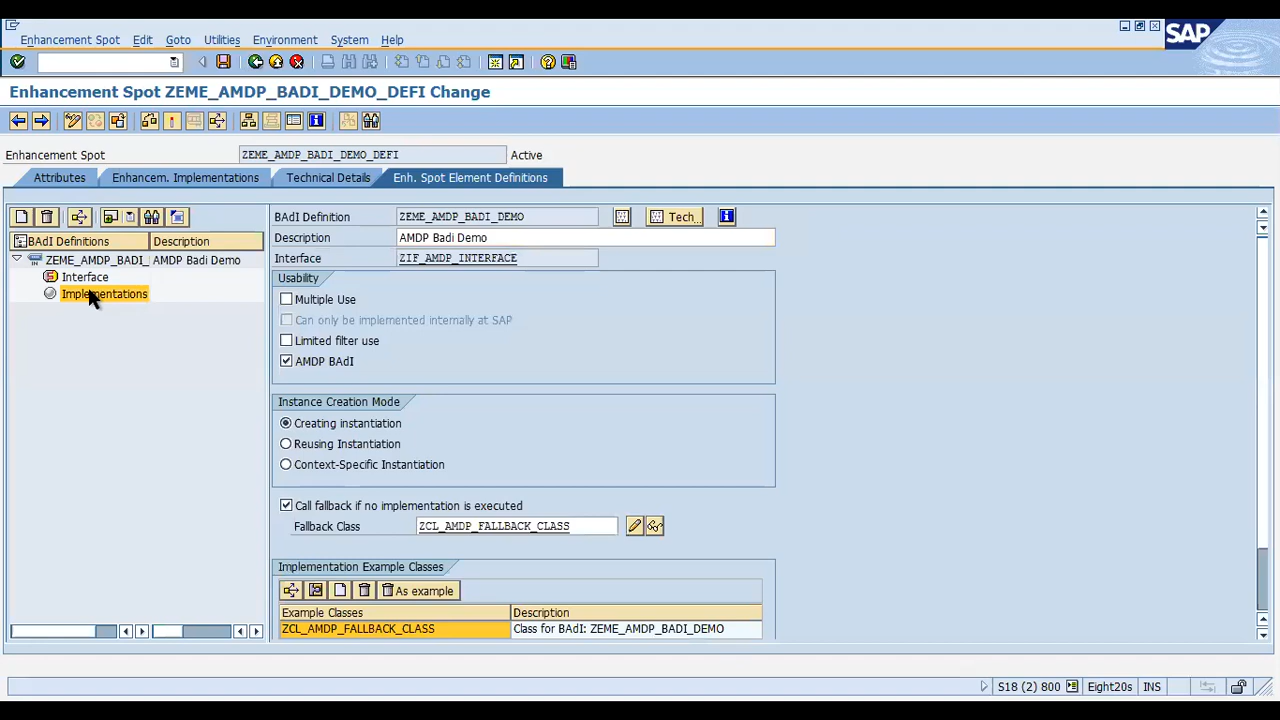 Enhancement Spot Edit Goto Utilities Environment System Help
SAP
Enhancement Spot ZEME_AMDP_BADI_DEMO_DEFI Change
Enhancement Spot ZEME_AMDP_BADI_DEMO_DEFI Active
Attributes Enhancem. Implementations Technical Details Enh. Spot Element Definitions
BAdI Definition ZEME_AMDP_BADI_DEMO Tech...
BAdI Definitions Description
Description AMDP Badi Demo
ZEME_AMDP_BADI_ AMDP Badi Demo
Interface ZIF_AMDP_INTERFACE
Interface
Usability
Implementations
Multiple Use
Can only be implemented internally at SAP
Limited filter use
AMDP BAdI
Instance Creation Mode
Creating instantiation
Reusing Instantiation
Context-Specific Instantiation
Call fallback if no implementation is executed
Fallback Class ZCL_AMDP_FALLBACK_CLASS
Implementation Example Classes
As example
Example Classes Description
ZCL_AMDP_FALLBACK_CLASS Class for BAdI: ZEME_AMDP_BADI_DEMO
S18 (2) 800 Eight20s INS